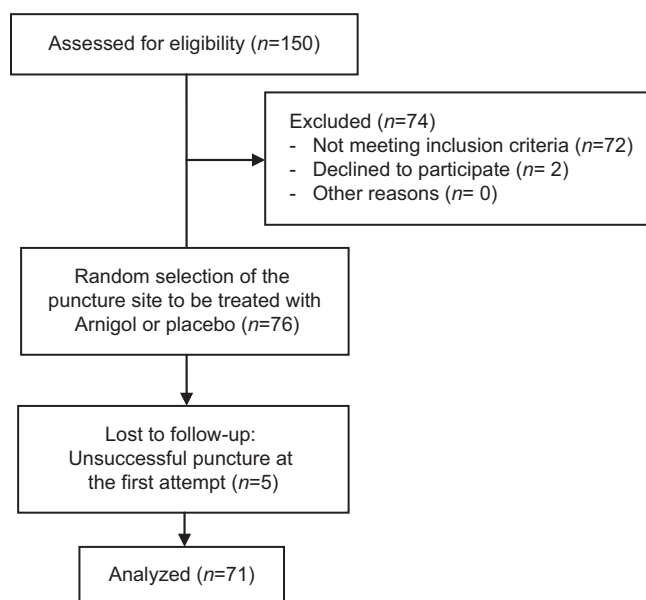 Assessed for eligibility (n=150)
Excluded (n=74)
- Not meeting inclusion criteria (n=72)
- Declined to participate (n= 2)
- Other reasons (n= 0)
Random selection of the
puncture site to be treated with
Arnigol or placebo (n=76)
Lost to follow-up:
Unsuccessful puncture at
the first attempt (n=5)
Analyzed (n=71)